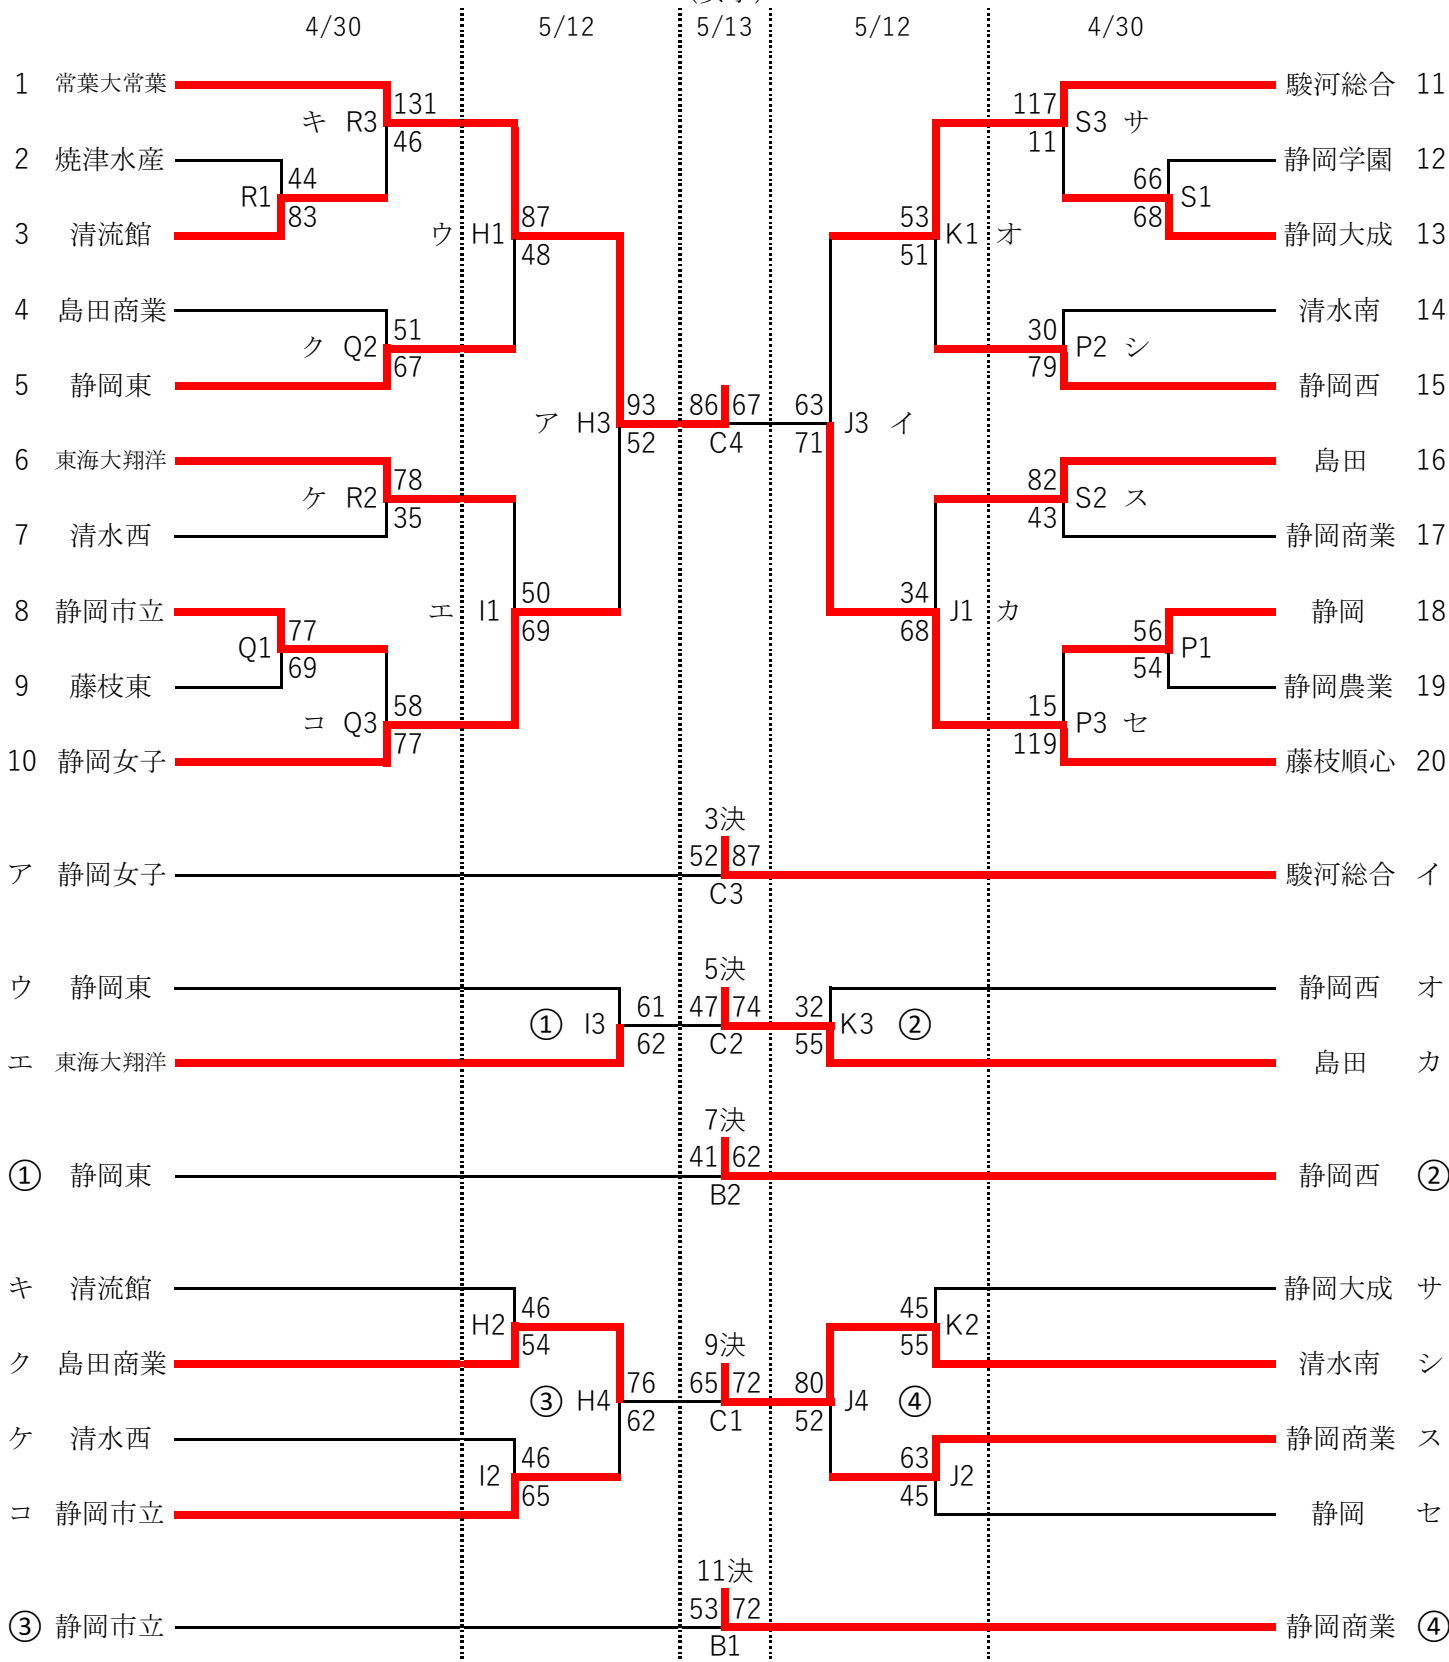 4/30 5/12 5/13 5/12 4/30
1 常葉大常葉 131 117 駿河総合 11
キ R3 S3 サ
46 11
2 焼津水産 静岡学園 12
44 66
R1 S1
83 68
3 清流館 87 53 静岡大成 13
ウ H1 K1 オ
48 51
4 島田商業 清水南 14
51 30
ク Q2 P2 シ
67 79
5 静岡東 静岡西 15
93 86 67 63
ア H3 J3 イ
52 C4 71
6 東海大翔洋 島田 16
78 82
ケ R2 S2 ス
35 43
7 清水西 静岡商業 17
50 34
8 静岡市立 エ I1 J1 カ 静岡 18
77 69 68 56
Q1 P1
69 54
9 藤枝東 静岡農業 19
58 15
コ Q3 P3 セ
77 119
10 静岡女子 藤枝順心 20
3決
52 87
ア 静岡女子 駿河総合 イ
C3
5決
ウ 静岡東 静岡西 オ
61 47 74 32
① I3 K3 ②
62 C2 55
エ 東海大翔洋 島田 カ
7決
41 62
① 静岡東 静岡西 ②
B2
キ 清流館 静岡大成 サ
46 45
H2 K2
54 9決 55
ク 島田商業 清水南 シ
76 65 72 80
③ H4 J4 ④
62 C1 52
ケ 清水西 静岡商業 ス
46 63
I2 J2
65 45
コ 静岡市立 静岡 セ
11決
53 72
③ 静岡市立 静岡商業 ④
B1